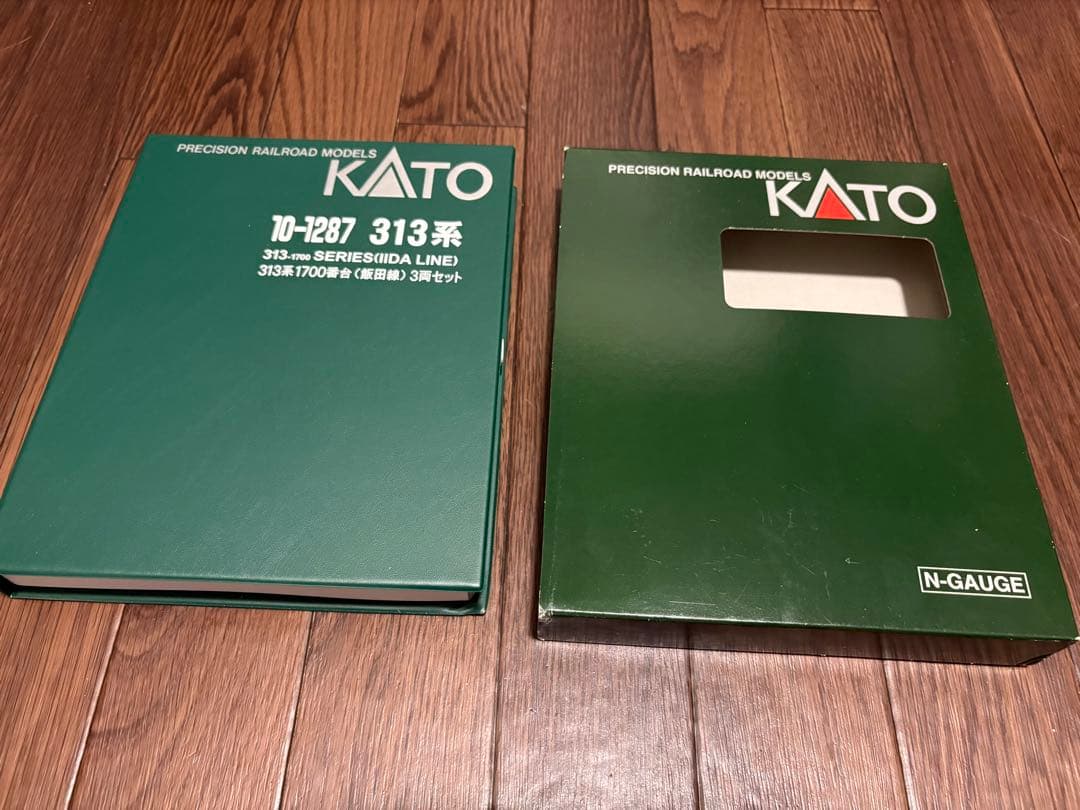 PRECISION RAILROAD MODELS
KATO
10-1287 313系
313-1700 SERIES(IIDA LINE)
313系1700番台(飯田線)3両セット
PRECISION RAILROAD MODELS
KATO
N-GAUGE